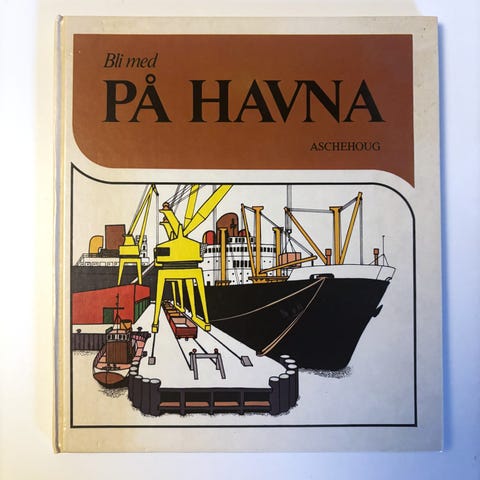 Bli med
PÅ HAVNA
ASCHEHOUG